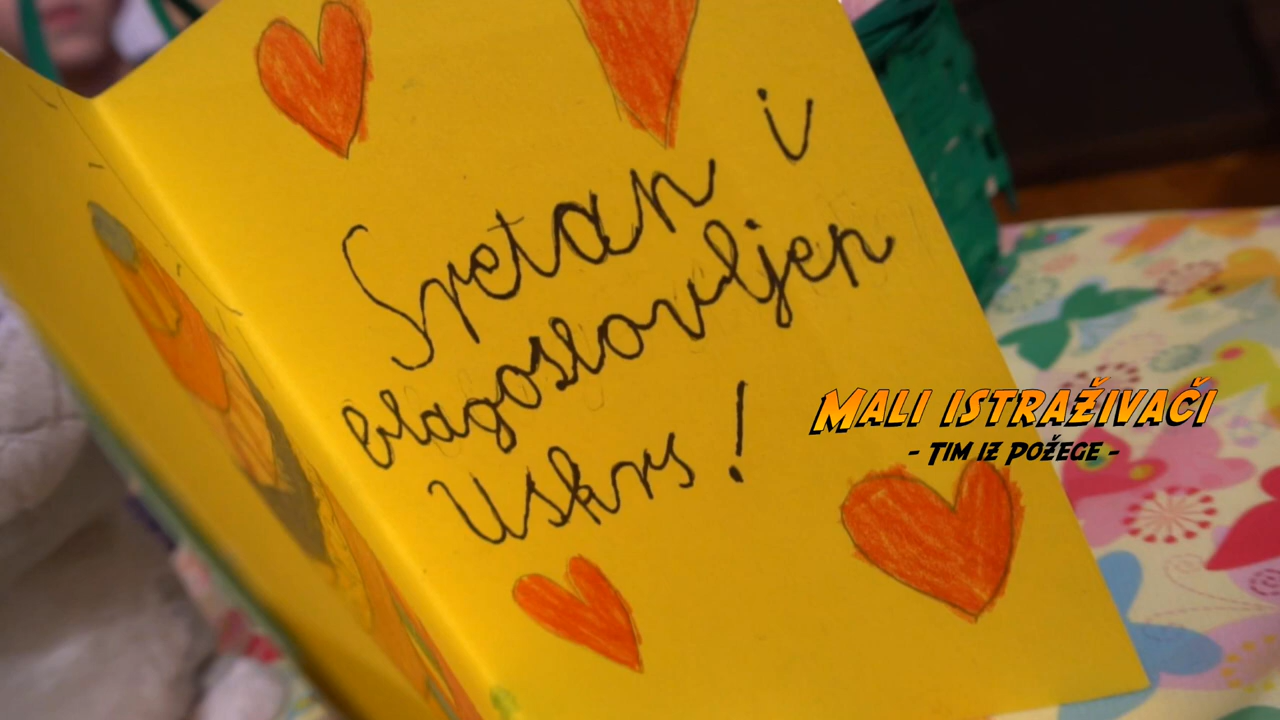 Sretan i
blagoslovljen
Uskrs!
MALI ISTRAŽIVAČI
- TIM IZ POŽEGE -